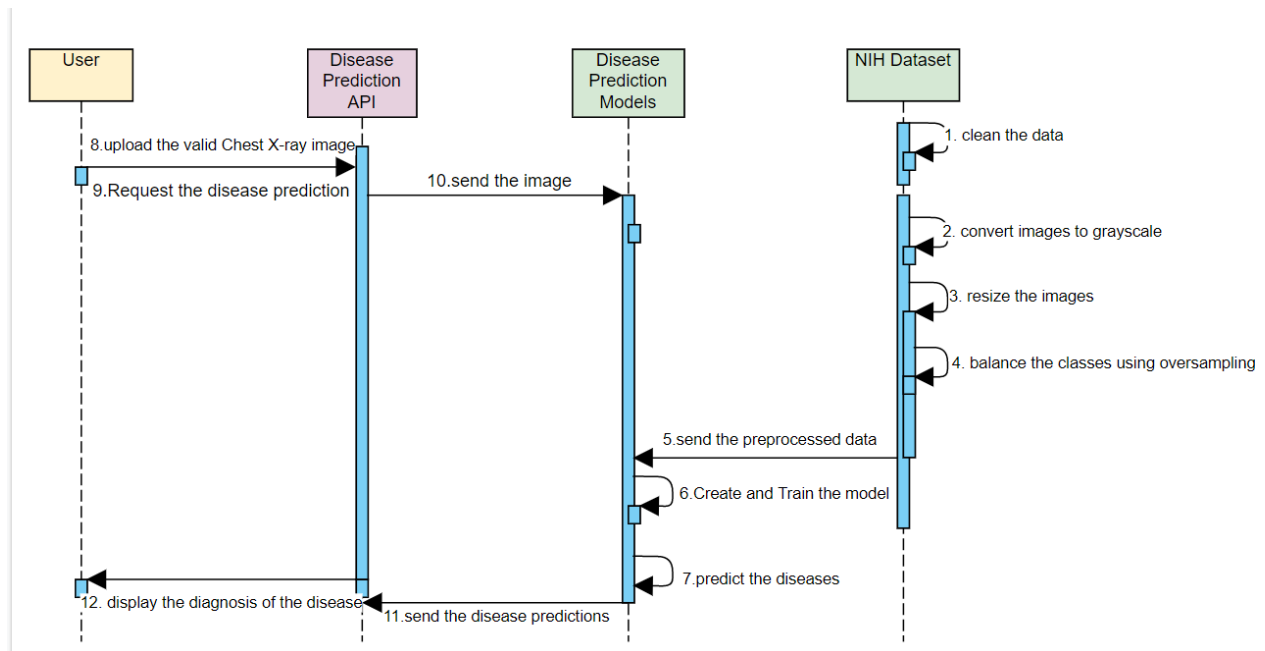 User
Disease
Prediction
API
Disease
Prediction
Models
NIH Dataset
1. clean the data
8.upload the valid Chest X-ray image
9.Request the disease prediction
10.send the image
2. convert images to grayscale
3. resize the images
4. balance the classes using oversampling
5.send the preprocessed data
6.Create and Train the model
7.predict the diseases
12. display the diagnosis of the disease
11.send the disease predictions